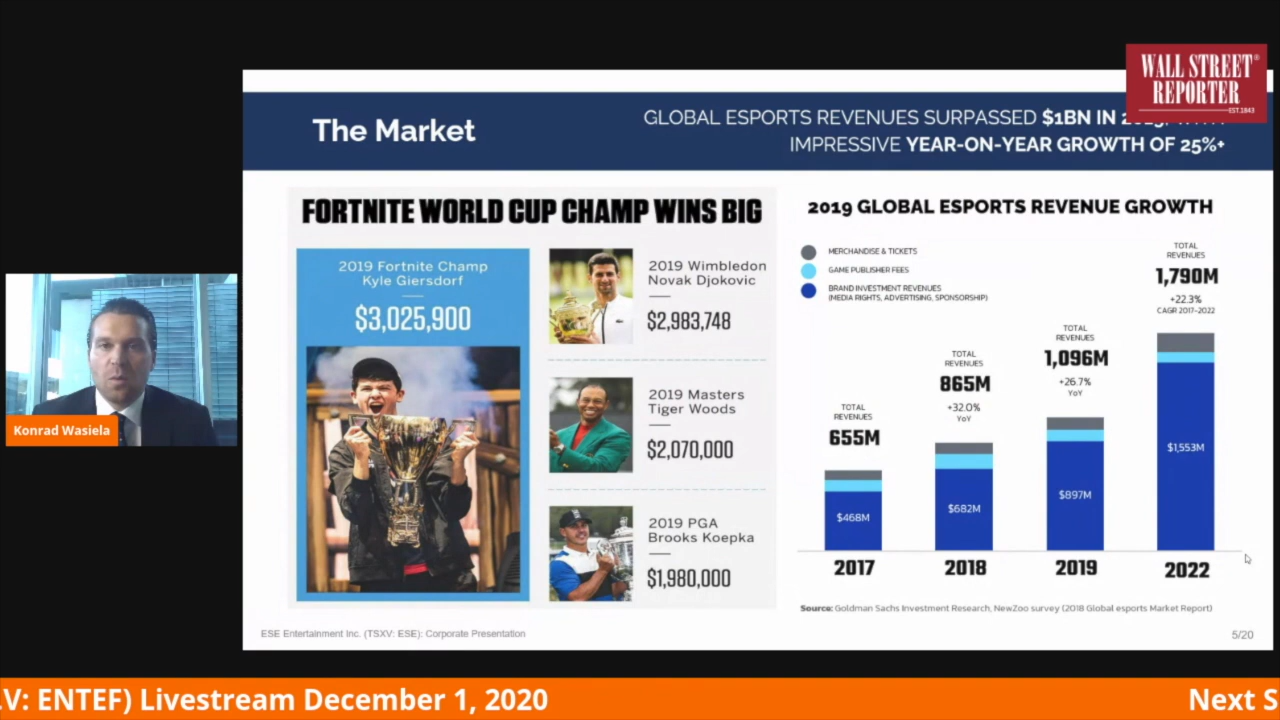 WALL STREET
REPORTER
EST.1843
The Market
GLOBAL ESPORTS REVENUES SURPASSED $1BN IN
IMPRESSIVE YEAR-ON-YEAR GROWTH OF 25%+
FORTNITE WORLD CUP CHAMP WINS BIG
2019 Fortnite Champ
Kyle Giersdorf
$3,025,900
2019 Wimbledon
Novak Djokovic
$2,983,748
2019 Masters
Tiger Woods
$2,070,000
2019 PGA
Brooks Koepka
$1,980,000
2019 GLOBAL ESPORTS REVENUE GROWTH
MERCHANDISE & TICKETS
GAME PUBLISHER FEES
BRAND INVESTMENT REVENUES
(MEDIA RIGHTS, ADVERTISING, SPONSORSHIP)
TOTAL
REVENUES
655M
$468M
2017
TOTAL
REVENUES
865M
+32.0%
YoY
$682M
2018
TOTAL
REVENUES
1,096M
+26.7%
YoY
$897M
2019
TOTAL
REVENUES
1,790M
+22.3%
CAGR 2017-2022
$1,553M
2022
Source: Goldman Sachs Investment Research, NewZoo survey (2018 Global esports Market Report)
ESE Entertainment Inc. (TSXV: ESE): Corporate Presentation
5/20
Konrad Wasiela
.V: ENTEF) Livestream December 1, 2020
Next S